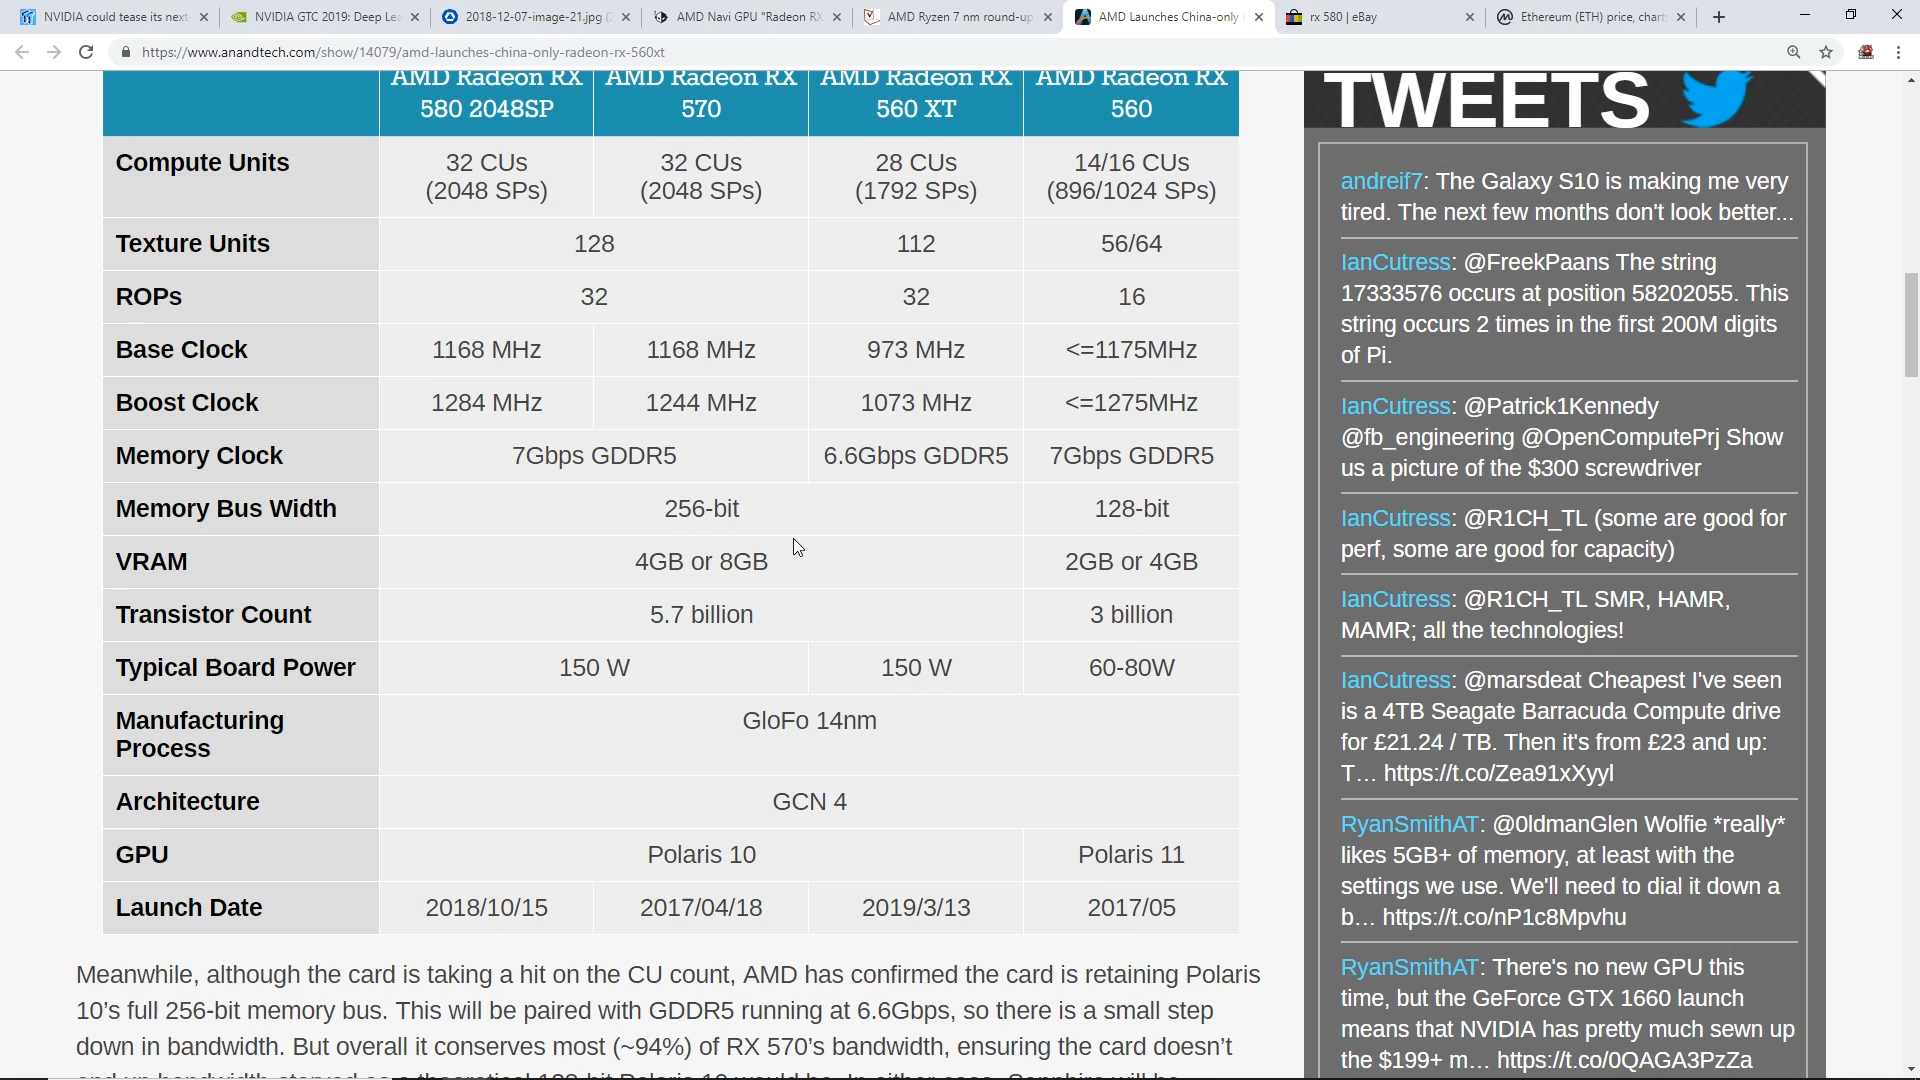 NVIDIA could tease its next
NVIDIA GTC 2019: Deep Le
2018-12-07-image-21.jpg (
AMD Navi GPU "Radeon RX
AMD Ryzen 7 nm round-up
AMD Launches China-only
rx 580 | eBay
Ethereum (ETH) price, chart
https://www.anandtech.com/show/14079/amd-launches-china-only-radeon-rx-560xt
AMD Radeon RX 580 2048SP
AMD Radeon RX 570
AMD Radeon RX 560 XT
AMD Radeon RX 560
Compute Units 32 CUs (2048 SPs) 32 CUs (2048 SPs) 28 CUs (1792 SPs) 14/16 CUs (896/1024 SPs)
Texture Units 128 112 56/64
ROPs 32 32 16
Base Clock 1168 MHz 1168 MHz 973 MHz <=1175MHz
Boost Clock 1284 MHz 1244 MHz 1073 MHz <=1275MHz
Memory Clock 7Gbps GDDR5 6.6Gbps GDDR5 7Gbps GDDR5
Memory Bus Width 256-bit 128-bit
VRAM 4GB or 8GB 2GB or 4GB
Transistor Count 5.7 billion 3 billion
Typical Board Power 150 W 150 W 60-80W
Manufacturing Process GloFo 14nm
Architecture GCN 4
GPU Polaris 10 Polaris 11
Launch Date 2018/10/15 2017/04/18 2019/3/13 2017/05
Meanwhile, although the card is taking a hit on the CU count, AMD has confirmed the card is retaining Polaris
10’s full 256-bit memory bus. This will be paired with GDDR5 running at 6.6Gbps, so there is a small step
down in bandwidth. But overall it conserves most (~94%) of RX 570’s bandwidth, ensuring the card doesn’t
TWEETS
andreif7: The Galaxy S10 is making me very
tired. The next few months don't look better...
IanCutress: @FreekPaans The string
17333576 occurs at position 58202055. This
string occurs 2 times in the first 200M digits
of Pi.
IanCutress: @Patrick1Kennedy
@fb_engineering @OpenComputePrj Show
us a picture of the $300 screwdriver
IanCutress: @R1CH_TL (some are good for
perf, some are good for capacity)
IanCutress: @R1CH_TL SMR, HAMR,
MAMR; all the technologies!
IanCutress: @marsdeat Cheapest I've seen
is a 4TB Seagate Barracuda Compute drive
for £21.24 / TB. Then it's from £23 and up:
T… https://t.co/Zea91xXyyl
RyanSmithAT: @0ldmanGlen Wolfie *really*
likes 5GB+ of memory, at least with the
settings we use. We'll need to dial it down a
b… https://t.co/nP1c8Mpvhu
RyanSmithAT: There's no new GPU this
time, but the GeForce GTX 1660 launch
means that NVIDIA has pretty much sewn up
the $199+ m… https://t.co/0QAGA3PzZa